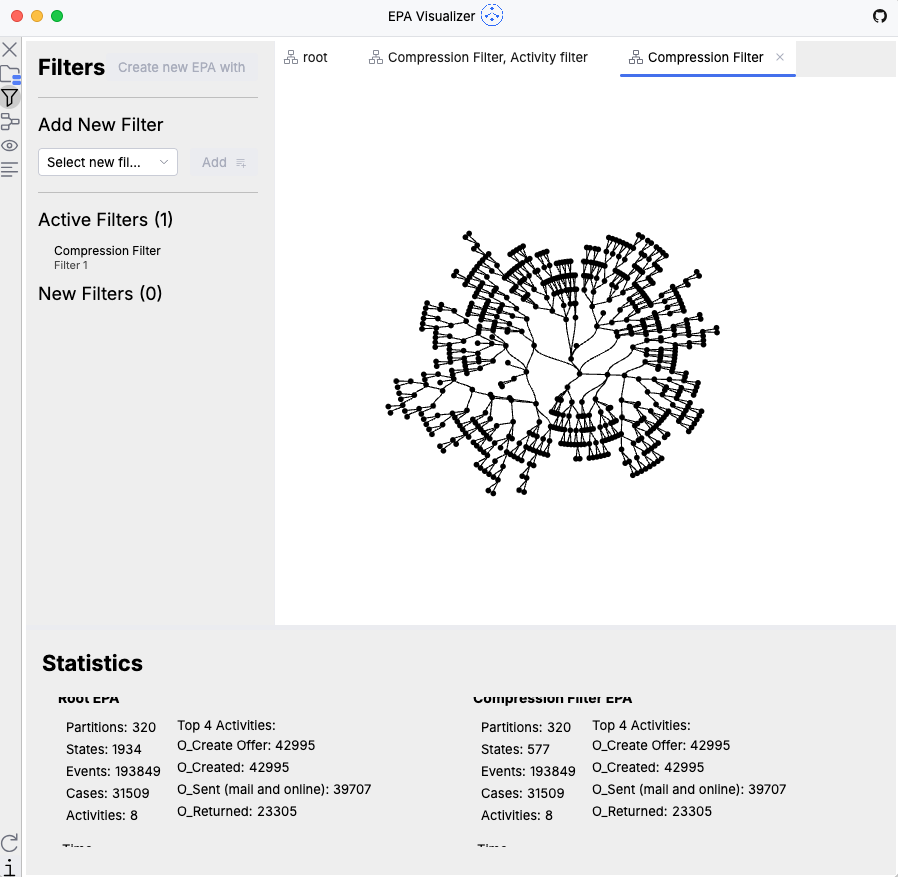 EPA Visualizer
Filters
Create new EPA with
Add New Filter
Select new fil...
Add
Active Filters (1)
Compression Filter
Filter 1
New Filters (0)
root
Compression Filter, Activity filter
Compression Filter
Statistics
Root EPA
Partitions: 320
States: 1934
Events: 193849
Cases: 31509
Activities: 8
Top 4 Activities:
O_Create Offer: 42995
O_Created: 42995
O_Sent (mail and online): 39707
O_Returned: 23305
Time
Compression Filter EPA
Partitions: 320
States: 577
Events: 193849
Cases: 31509
Activities: 8
Top 4 Activities:
O_Create Offer: 42995
O_Created: 42995
O_Sent (mail and online): 39707
O_Returned: 23305
Time